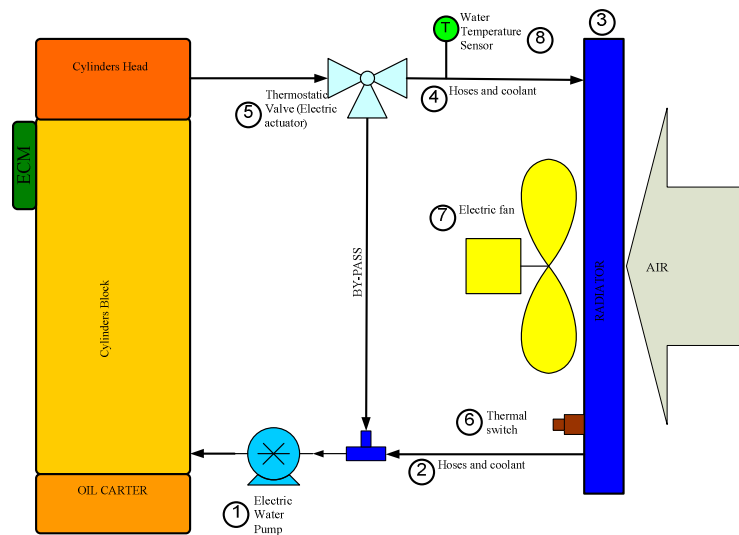 Water
Temperature
Sensor
8
3
T
Cylinders Head
5
Thermostatic
Valve (Electric
actuator)
4
Hoses and coolant
ECM
7
Electric fan
BY-PASS
Cylinders Block
RADIATOR
AIR
6
Thermal
switch
2
Hoses and coolant
OIL CARTER
1
Electric
Water
Pump